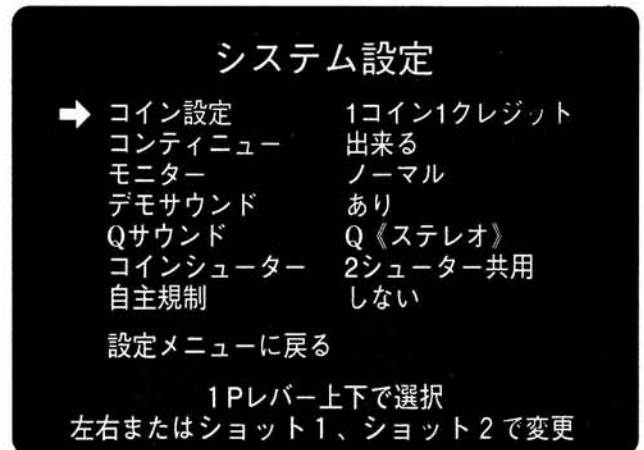 システム設定
➡ コイン設定 1コイン1クレジット
コンティニュー 出来る
モニター ノーマル
デモサウンド あり
Qサウンド Q《ステレオ》
コインシューター 2シューター共用
自主規制 しない
設定メニューに戻る
1Pレバー上下で選択
左右またはショット1、ショット2で変更